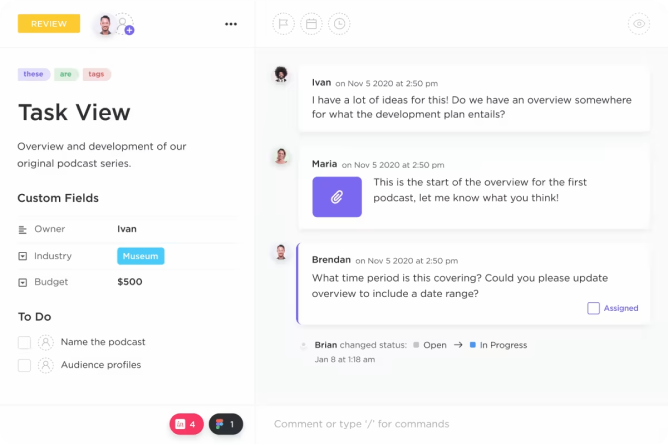 REVIEW
these are tags
Task View
Overview and development of our
original podcast series.
Custom Fields
Owner Ivan
Industry Museum
Budget $500
To Do
Name the podcast
Audience profiles
in 4
1
Ivan on Nov 5 2020 at 2:50 pm
I have a lot of ideas for this! Do we have an overview somewhere
for what the development plan entails?
Maria on Nov 5 2020 at 2:50 pm
This is the start of the overview for the first
podcast, let me know what you think!
Brendan on Nov 5 2020 at 2:50 pm
What time period is this covering? Could you please update
overview to include a date range?
Assigned
Brian changed status: Open → In Progress
Jan 8 at 1:18 am
Comment or type '/' for commands